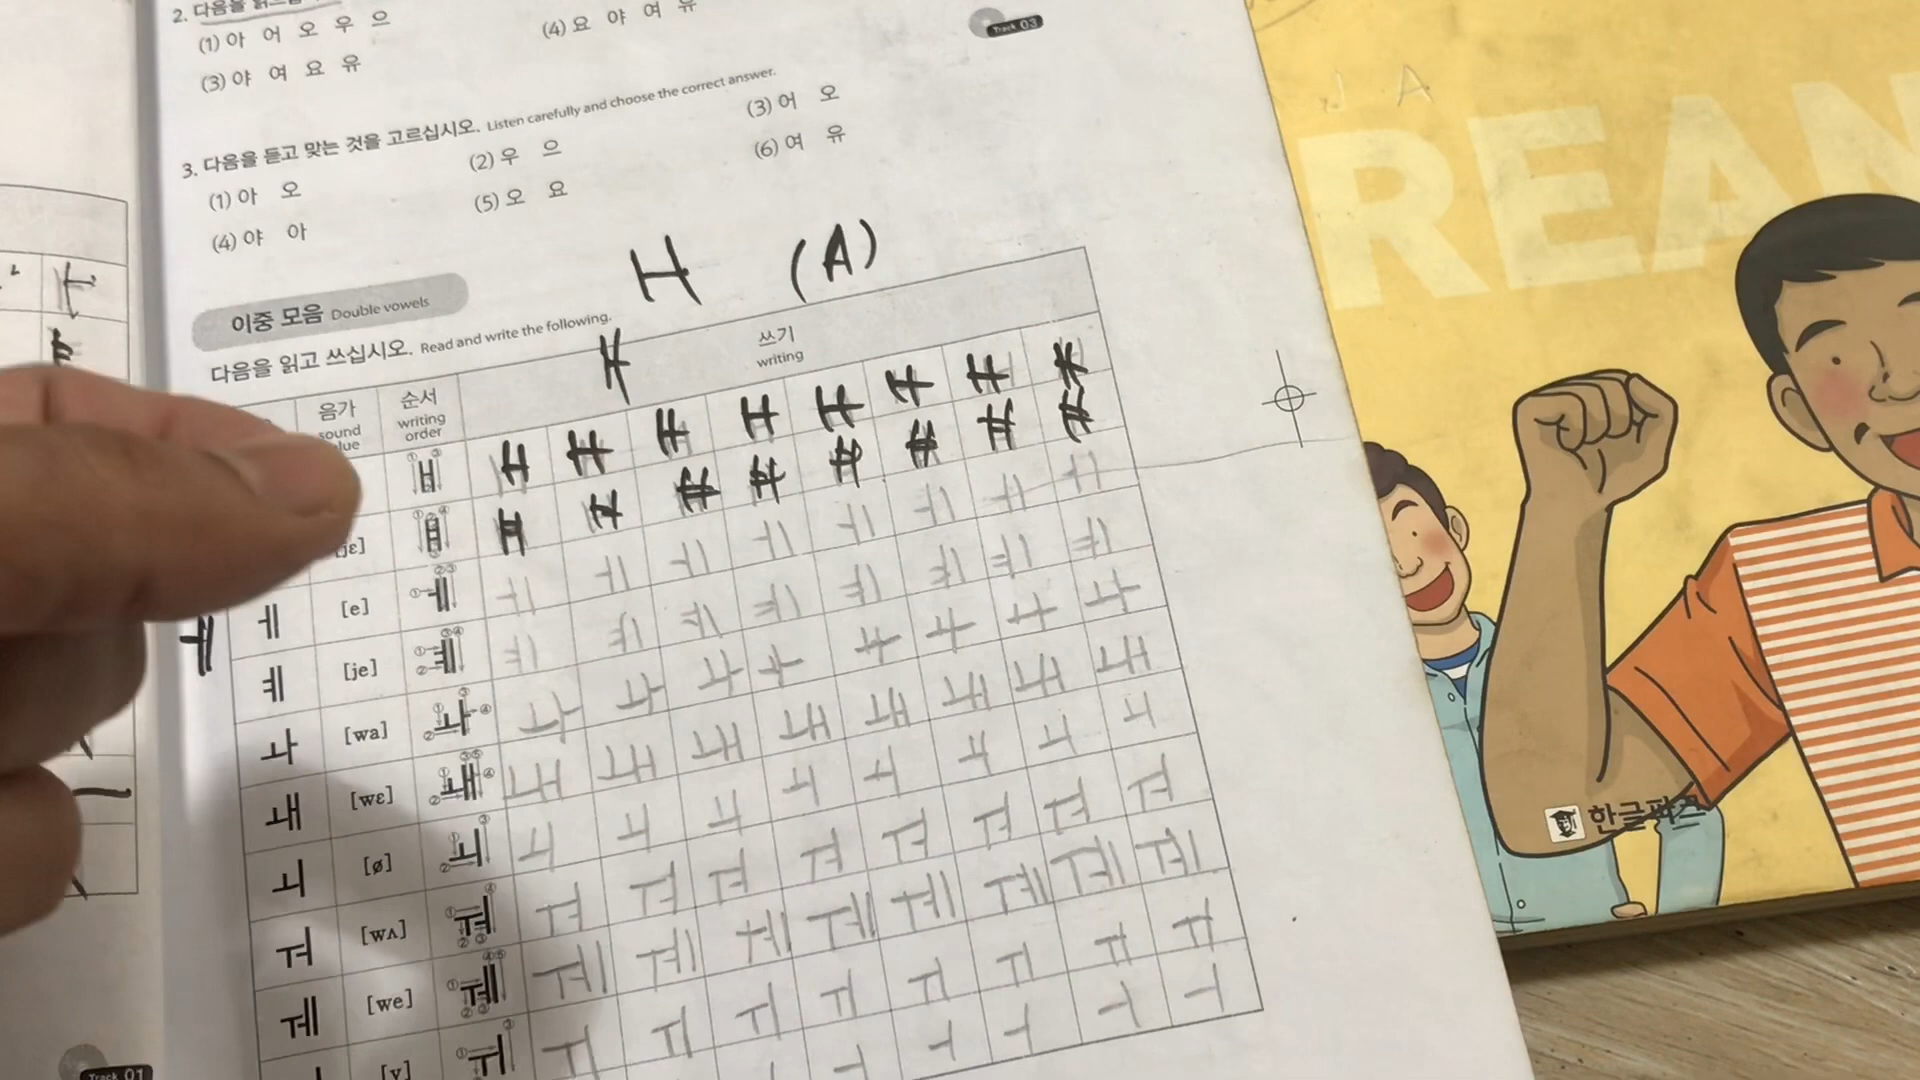 2. 다음을
(1) 아 어 오 우 으
(4) 요 야 여 유
(3) 야 여 요 유
Track 03
3. 다음을 듣고 맞는 것을 고르십시오. Listen carefully and choose the correct answer.
(1) 아 오
(2) 우 으
(3) 어 오
(4) 야 아
(5) 오 요
(6) 여 유
ㅐ (A)
이중 모음 Double vowels
다음을 읽고 쓰십시오. Read and write the following.
ㅐ
음가 sound
순서 writing order
쓰기 writing
ㅐ ㅐ ㅐ ㅐ ㅐ ㅐ ㅐ ㅐ ㅐ
[jɛ] ㅒ ㅒ ㅒ ㅒ ㅒ ㅒ ㅒ ㅒ ㅒ
ㅔ ㅔ [e] ㅔ ㅔ ㅔ ㅔ ㅔ ㅔ ㅔ ㅔ ㅔ
ㅖ [je] ㅖ ㅖ ㅖ ㅖ ㅖ ㅖ ㅖ ㅖ ㅖ
ㅘ [wa] ㅘ ㅘ ㅘ ㅘ ㅘ ㅘ ㅘ ㅘ ㅘ
ㅙ [wɛ] ㅙ ㅙ ㅙ ㅙ ㅙ ㅙ ㅙ ㅙ ㅙ
ㅚ [ø] ㅚ ㅚ ㅚ ㅚ ㅚ ㅚ ㅚ ㅚ ㅚ
ㅝ [wʌ] ㅝ ㅝ ㅝ ㅝ ㅝ ㅝ ㅝ ㅝ ㅝ
ㅞ [we] ㅞ ㅞ ㅞ ㅞ ㅞ ㅞ ㅞ ㅞ ㅞ
[y] ㅟ ㅟ ㅟ ㅟ ㅟ ㅟ ㅟ ㅟ ㅟ
Track 01
J A
REAN
한글파크